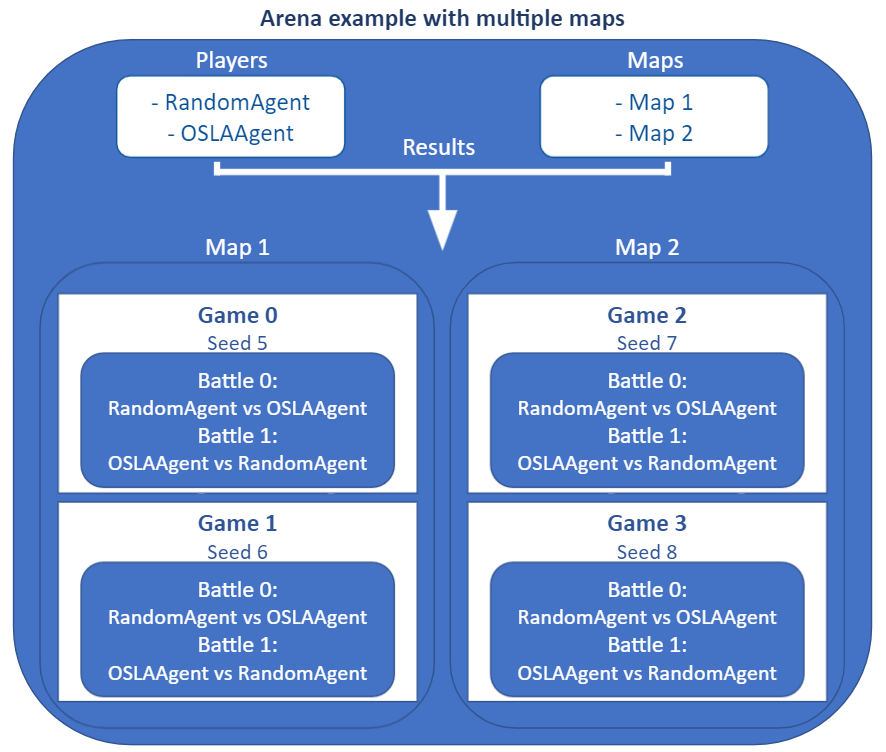 Arena example with multiple maps
Players
- RandomAgent
- OSLAAgent
Maps
- Map 1
- Map 2
Results
Map 1
Game 0
Seed 5
Battle 0:
RandomAgent vs OSLAAgent
Battle 1:
OSLAAgent vs RandomAgent
Game 1
Seed 6
Battle 0:
RandomAgent vs OSLAAgent
Battle 1:
OSLAAgent vs RandomAgent
Map 2
Game 2
Seed 7
Battle 0:
RandomAgent vs OSLAAgent
Battle 1:
OSLAAgent vs RandomAgent
Game 3
Seed 8
Battle 0:
RandomAgent vs OSLAAgent
Battle 1:
OSLAAgent vs RandomAgent